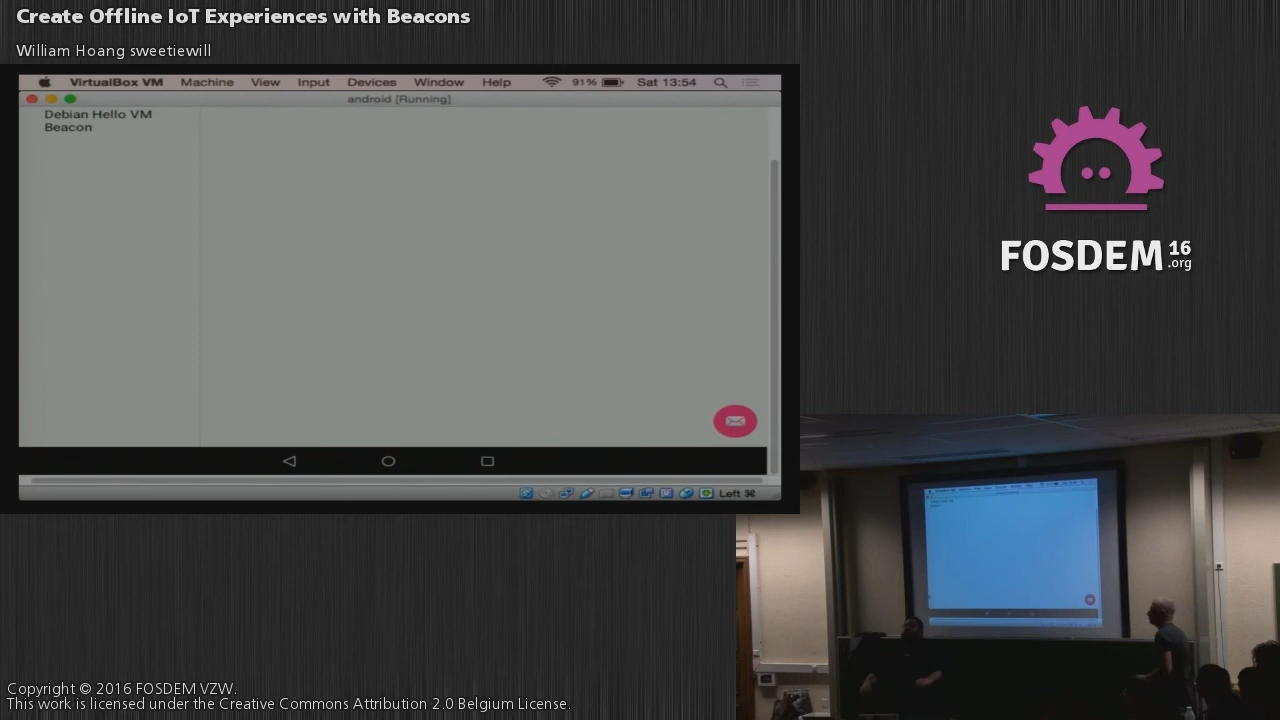 Create Offline IoT Experiences with Beacons
William Hoang sweetiewill
VirtualBox VM Machine View Input Devices Window Help 91% Sat 13:54
android [Running]
Debian Hello VM
Beacon
Left ⌘
FOSDEM 16 .org
Copyright © 2016 FOSDEM VZW.
This work is licensed under the Creative Commons Attribution 2.0 Belgium License.